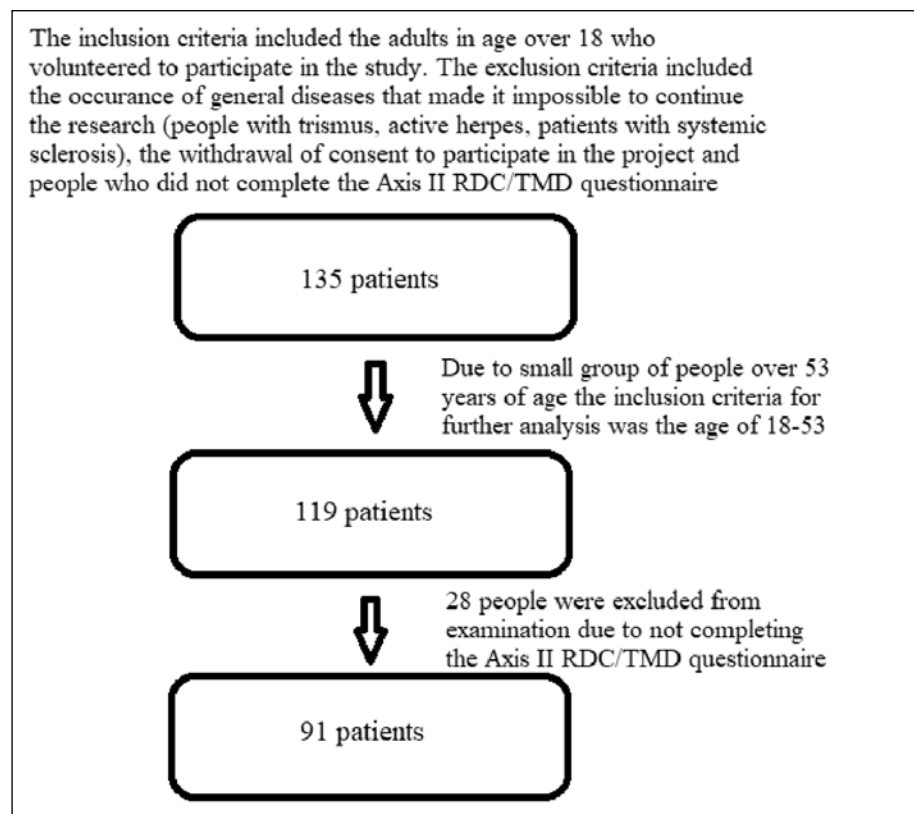 The inclusion criteria included the adults in age over 18 who
volunteered to participate in the study. The exclusion criteria included
the occurance of general diseases that made it impossible to continue
the research (people with trismus, active herpes, patients with systemic
sclerosis), the withdrawal of consent to participate in the project and
people who did not complete the Axis II RDC/TMD questionnaire
135 patients
Due to small group of people over 53
years of age the inclusion criteria for
further analysis was the age of 18-53
119 patients
28 people were excluded from
examination due to not completing
the Axis II RDC/TMD questionnaire
91 patients